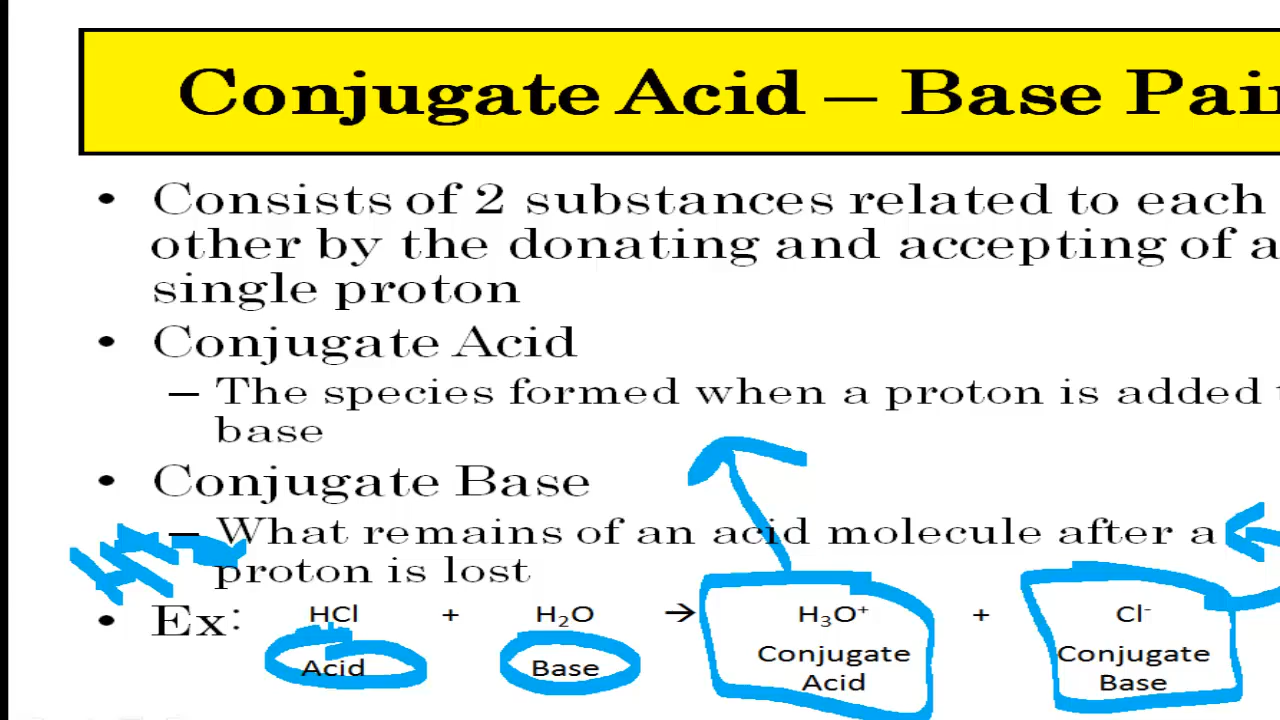 Conjugate Acid – Base Pai
• Consists of 2 substances related to each
other by the donating and accepting of a
single proton
• Conjugate Acid
– The species formed when a proton is added
base
• Conjugate Base
– What remains of an acid molecule after a
proton is lost
• Ex: HCl + H₂O → H₃O⁺ + Cl⁻
Acid Base Conjugate Acid Conjugate Base